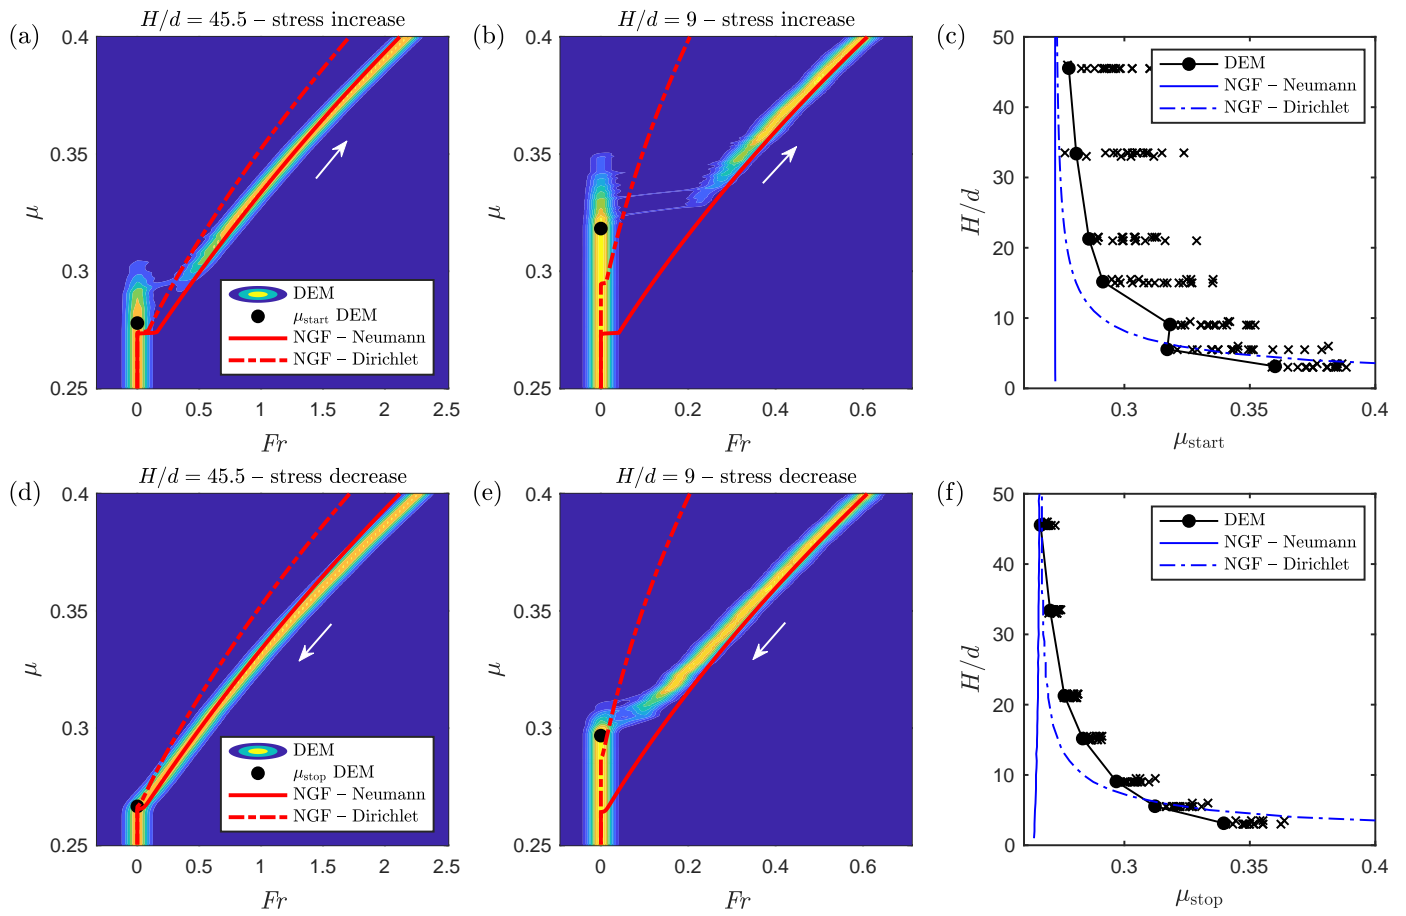 (a)
H/d = 45.5 – stress increase
0.4
0.35
0.3
0.25
μ
0
0.5
1
1.5
2
2.5
Fr
DEM
μstart DEM
NGF – Neumann
NGF – Dirichlet
(b)
H/d = 9 – stress increase
0.4
0.35
0.3
0.25
μ
0
0.2
0.4
0.6
Fr
(c)
50
40
30
20
10
0
H/d
0.3
0.35
0.4
μstart
DEM
NGF – Neumann
NGF – Dirichlet
(d)
H/d = 45.5 – stress decrease
0.4
0.35
0.3
0.25
μ
0
0.5
1
1.5
2
2.5
Fr
DEM
μstop DEM
NGF – Neumann
NGF – Dirichlet
(e)
H/d = 9 – stress decrease
0.4
0.35
0.3
0.25
μ
0
0.2
0.4
0.6
Fr
(f)
50
40
30
20
10
0
H/d
0.3
0.35
0.4
μstop
DEM
NGF – Neumann
NGF – Dirichlet